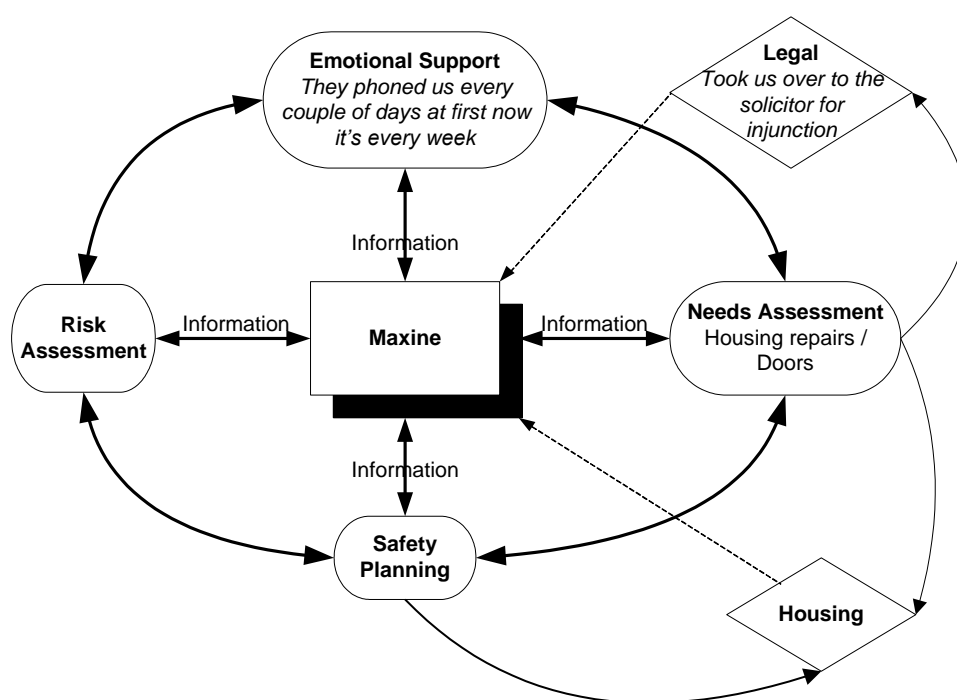 Emotional Support
They phoned us every
couple of days at first now
it's every week
Legal
Took us over to the
solicitor for
injunction
Information
Risk
Assessment
Information
Maxine
Information
Needs Assessment
Housing repairs /
Doors
Information
Safety
Planning
Housing